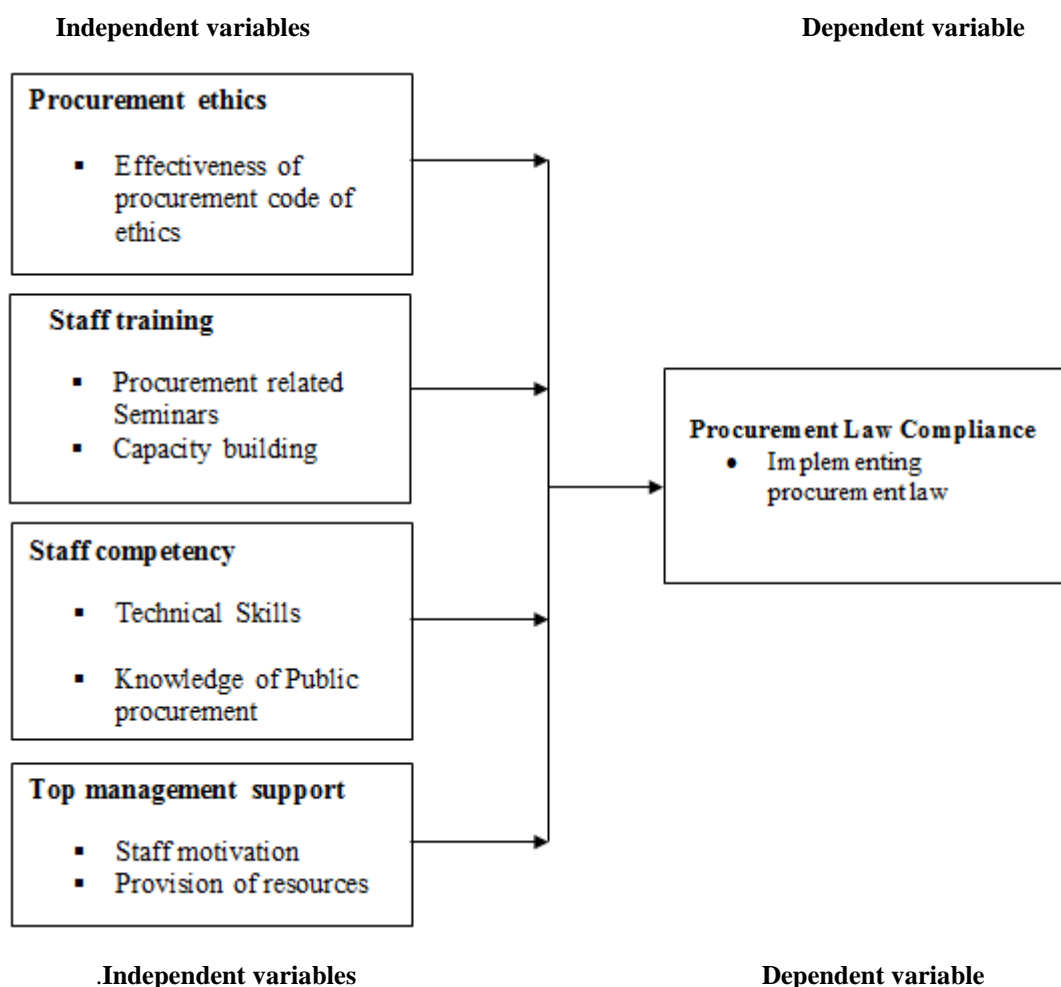 Independent variables
Dependent variable
Procurement ethics
▪ Effectiveness of
procurement code of
ethics
Staff training
▪ Procurement related
Seminars
▪ Capacity building
Staff competency
▪ Technical Skills
▪ Knowledge of Public
procurement
Top management support
▪ Staff motivation
▪ Provision of resources
Procurement Law Compliance
• Implementing
procurement law
.Independent variables
Dependent variable